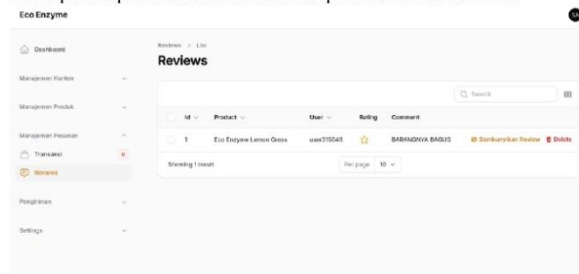 Eco Enzyme
SA
Dashboard
Reviews > List
Reviews
Manajemen Konten
Search
Manajemen Produk
Id Product User Rating Comment
Manajemen Pesanan
1 Eco Enzyme Lemon Grass BARANGNYA BAGUS Sembunyikan Review Delete
Transaksi
Showing 1 result Per page 10
Reviews
Pengiriman
Settings